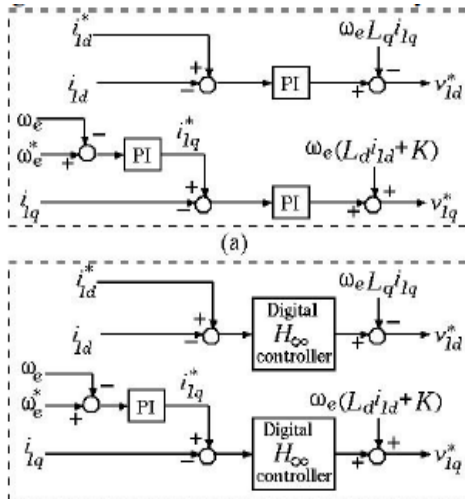 i*1d
ωeLqi1q
+
−
PI
+
−
i1d
v*1d
ωe
−
i*1q
ωe(Ldi1d+K)
ω*e
+
PI
+
−
PI
+
+
i1q
v*1q
(a)
i*1d
ωeLqi1q
+
−
Digital
H∞
controller
+
−
i1d
v*1d
ωe
−
i*1q
ωe(Ldi1d+K)
ω*e
+
PI
+
−
Digital
H∞
controller
+
+
i1q
v*1q